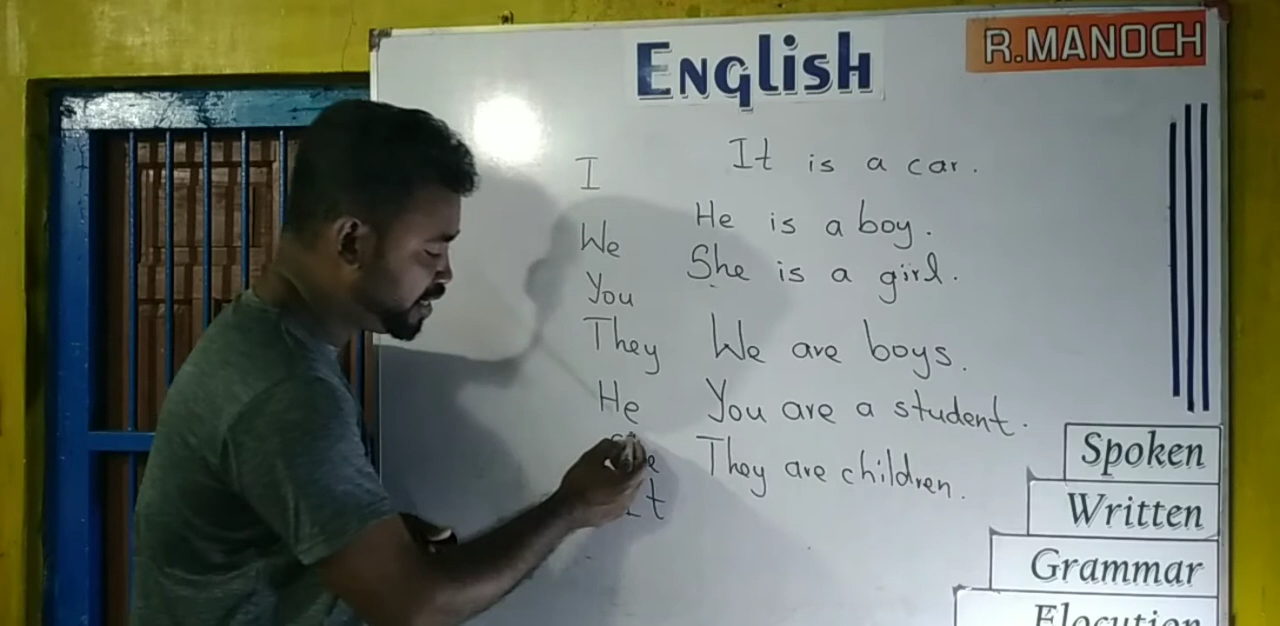 English
R.MANOCH
I
We
You
They
He
It
It is a car.
He is a boy.
She is a girl.
We are boys.
You are a student.
They are children.
Spoken
Written
Grammar
Elocution